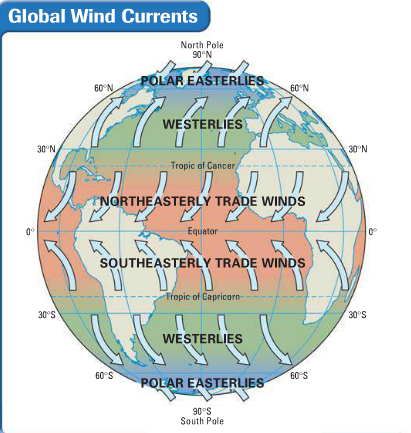 Global Wind Currents
North Pole
90°N
POLAR EASTERLIES
60°N 60°N
WESTERLIES
30°N 30°N
Tropic of Cancer
NORTHEASTERLY TRADE WINDS
0° Equator 0°
SOUTHEASTERLY TRADE WINDS
Tropic of Capricorn
30°S 30°S
WESTERLIES
60°S 60°S
POLAR EASTERLIES
90°S
South Pole